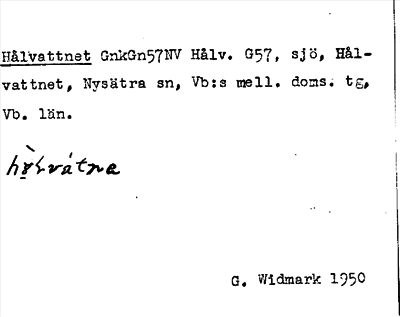 Hålvattnet GnkGn57NV Hålv. G57, sjö, Hål-
vattnet, Nysätra sn, Vb:s mell. doms. tg,
Vb. län.
G. Widmark 1950